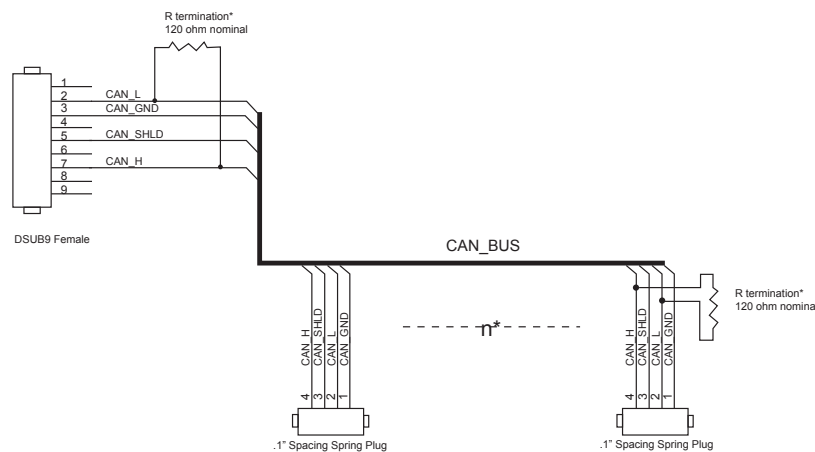 R termination*
120 ohm nominal
1
2
3
4
5
6
7
8
9
CAN_L
CAN_GND
CAN_SHLD
CAN_H
DSUB9 Female
CAN_BUS
R termination*
120 ohm nomina
n*
CAN_H
CAN_SHLD
CAN_L
CAN_GND
4
3
2
1
.1" Spacing Spring Plug
CAN_H
CAN_SHLD
CAN_L
CAN_GND
4
3
2
1
.1" Spacing Spring Plug